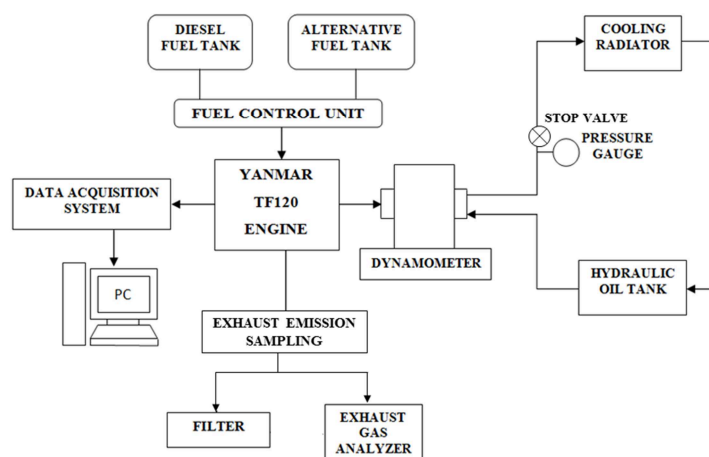 DIESEL
FUEL TANK
ALTERNATIVE
FUEL TANK
COOLING
RADIATOR
FUEL CONTROL UNIT
STOP VALVE
PRESSURE
GAUGE
YANMAR
TF120
ENGINE
DATA ACQUISITION
SYSTEM
DYNAMOMETER
HYDRAULIC
OIL TANK
PC
EXHAUST EMISSION
SAMPLING
FILTER
EXHAUST
GAS
ANALYZER